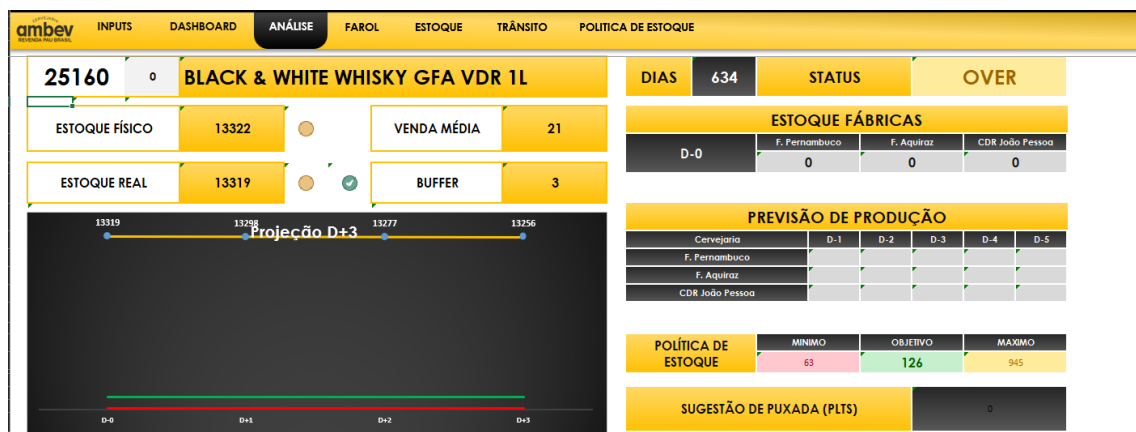 CERVEJARIA
ambev
REVENDA PAU BRASIL
INPUTS DASHBOARD ANÁLISE FAROL ESTOQUE TRÂNSITO POLITICA DE ESTOQUE
25160 0 BLACK & WHITE WHISKY GFA VDR 1L
DIAS 634 STATUS OVER
ESTOQUE FÍSICO 13322 VENDA MÉDIA 21
ESTOQUE REAL 13319 BUFFER 3
ESTOQUE FÁBRICAS
D-0 F. Pernambuco F. Aquiraz CDR João Pessoa
0 0 0
Projeção D+3
13319 13298 13277 13256
D-0 D+1 D+2 D+3
PREVISÃO DE PRODUÇÃO
Cervejaria D-1 D-2 D-3 D-4 D-5
F. Pernambuco
F. Aquiraz
CDR João Pessoa
POLÍTICA DE ESTOQUE
MINIMO OBJETIVO MAXIMO
63 126 945
SUGESTÃO DE PUXADA (PLTS) 0